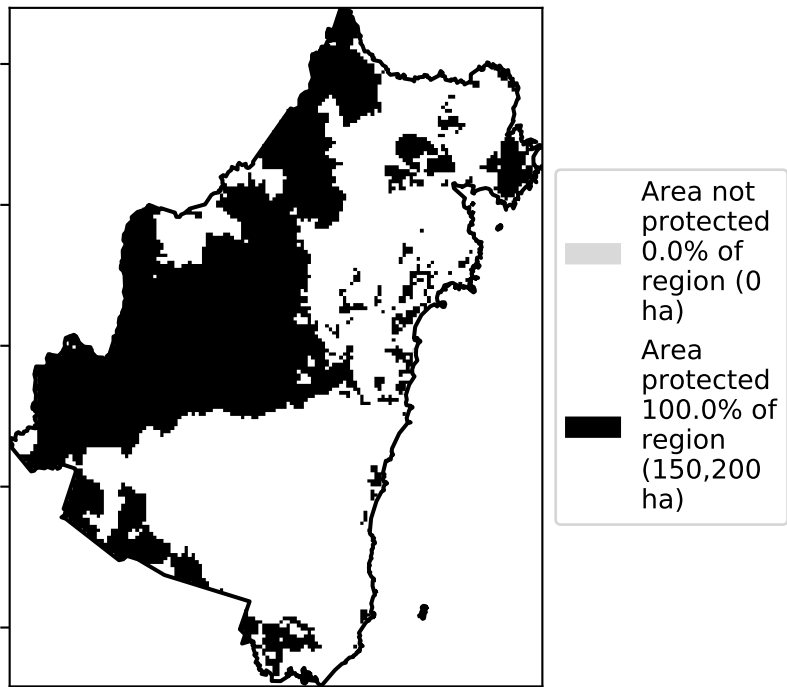 Area not
protected
0.0% of
region (0
ha)
Area
protected
100.0% of
region
(150,200
ha)